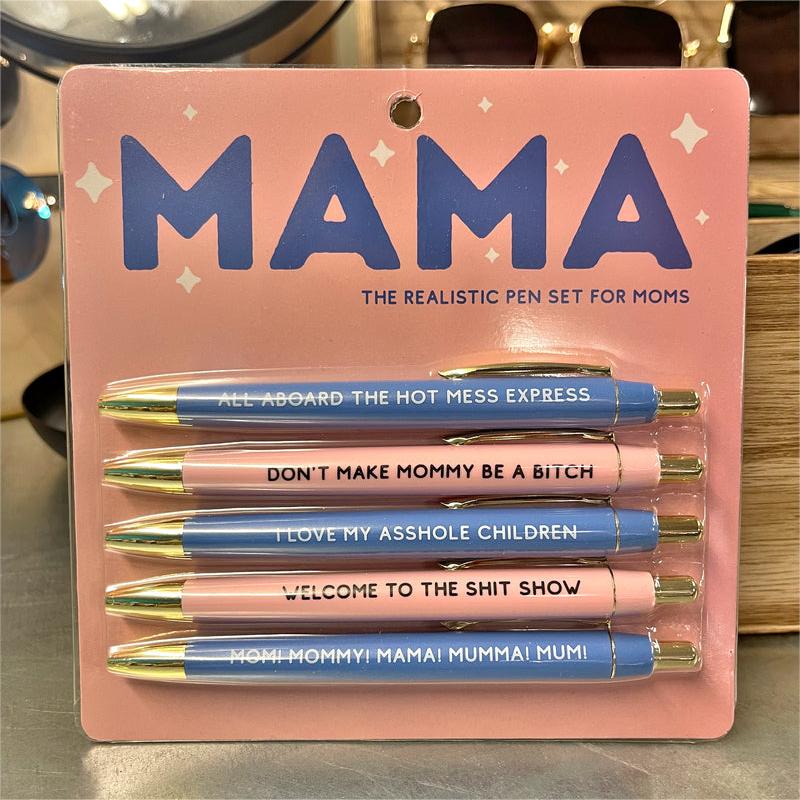 MAMA
THE REALISTIC PEN SET FOR MOMS
ALL ABOARD THE HOT MESS EXPRESS
DON'T MAKE MOMMY BE A BITCH
I LOVE MY ASSHOLE CHILDREN
WELCOME TO THE SHIT SHOW
MOM! MOMMY! MAMA! MUMMA! MUM!